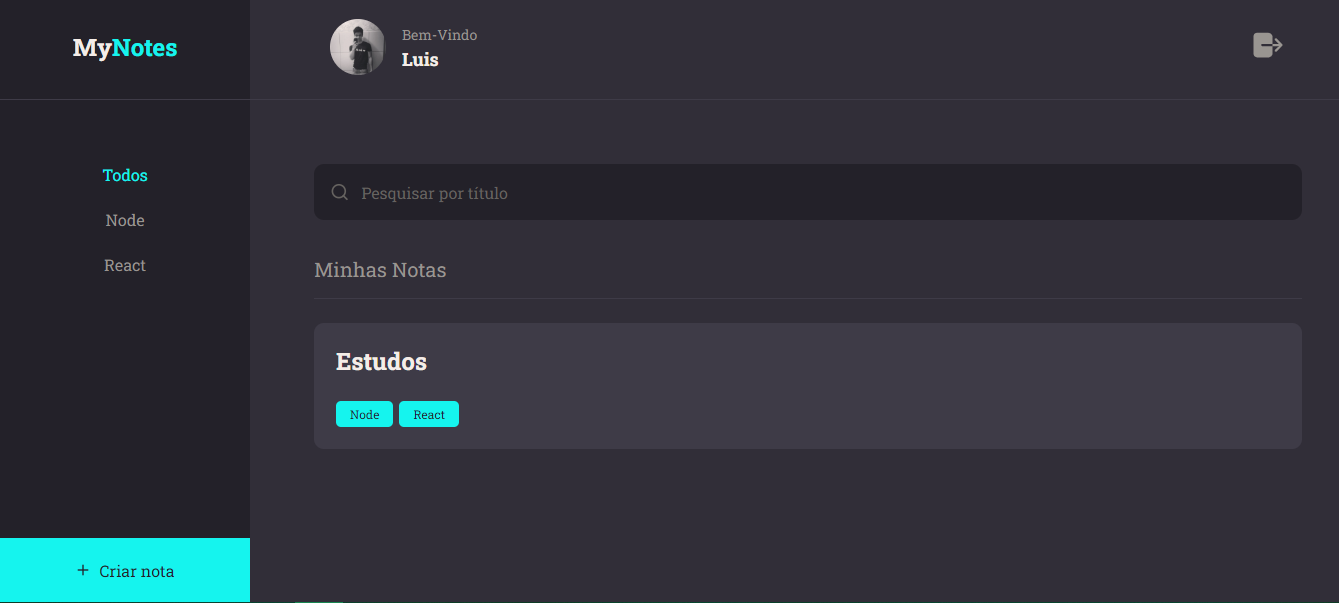 MyNotes
Bem-Vindo
Luis
Todos
Node
React
Pesquisar por título
Minhas Notas
Estudos
Node React
+ Criar nota